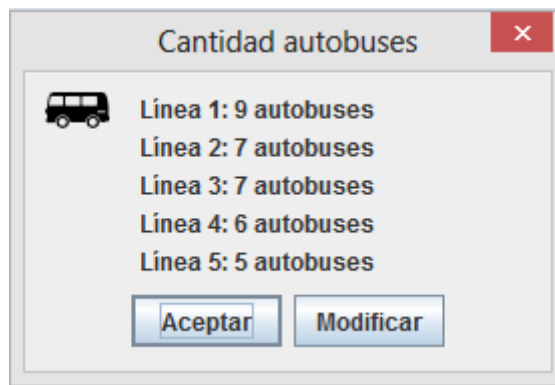 Cantidad autobuses
Línea 1: 9 autobuses
Línea 2: 7 autobuses
Línea 3: 7 autobuses
Línea 4: 6 autobuses
Línea 5: 5 autobuses
Aceptar Modificar